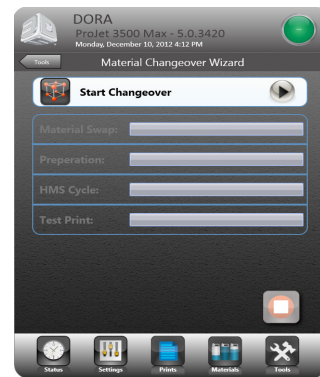 DORA
ProJet 3500 Max - 5.0.3420
Monday, December 10, 2012 4:12 PM
Tools
Material Changeover Wizard
Start Changeover
Material Swap:
Preperation:
HMS Cycle:
Test Print:
Status
Settings
Prints
Materials
Tools